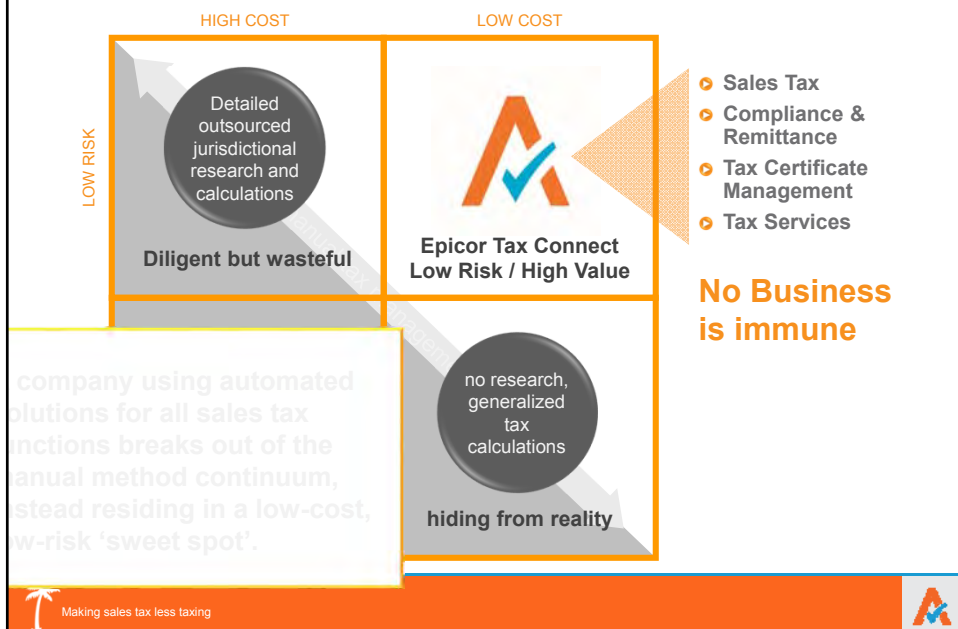 HIGH COST
LOW COST
LOW RISK
Detailed
outsourced
jurisdictional
research and
calculations
Diligent but wasteful
Epicor Tax Connect
Low Risk / High Value
Sales Tax
Compliance &
Remittance
Tax Certificate
Management
Tax Services
No Business
is immune
company using automated
olutions for all sales tax
unctions breaks out of the
anual method continuum,
nstead residing in a low-cost,
ow-risk ‘sweet spot’.
no research,
generalized
tax
calculations
hiding from reality
Making sales tax less taxing